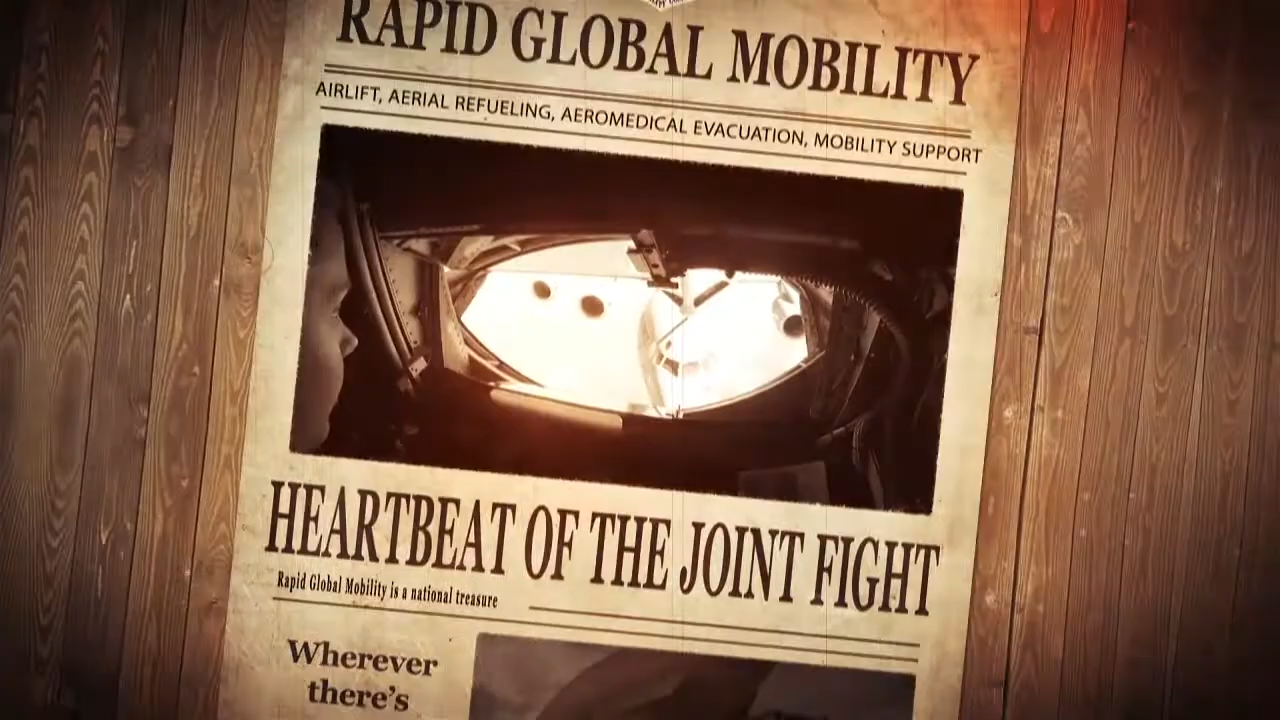 RAPID GLOBAL MOBILITY
AIRLIFT, AERIAL REFUELING, AEROMEDICAL EVACUATION, MOBILITY SUPPORT
HEARTBEAT OF THE JOINT FIGHT
Rapid Global Mobility is a national treasure
Wherever
there's